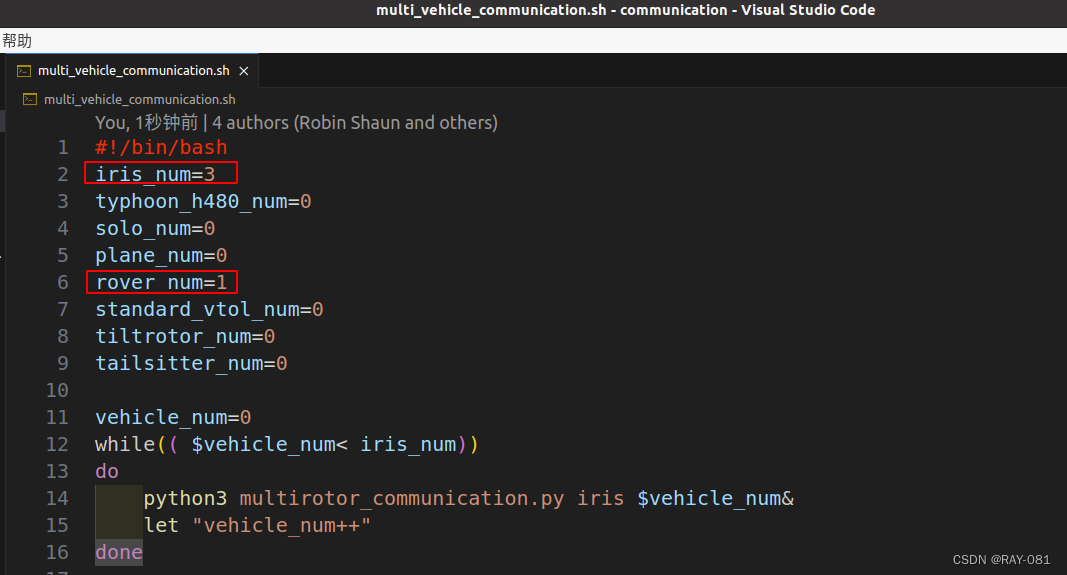 multi_vehicle_communication.sh - communication - Visual Studio Code
帮助
multi_vehicle_communication.sh ×
multi_vehicle_communication.sh
You, 1秒钟前 | 4 authors (Robin Shaun and others)
1 #!/bin/bash
2 iris_num=3
3 typhoon_h480_num=0
4 solo_num=0
5 plane_num=0
6 rover_num=1
7 standard_vtol_num=0
8 tiltrotor_num=0
9 tailsitter_num=0
10
11 vehicle_num=0
12 while(( $vehicle_num< iris_num))
13 do
14     python3 multirotor_communication.py iris $vehicle_num&
15     let "vehicle_num++"
16 done
CSDN @RAY-081